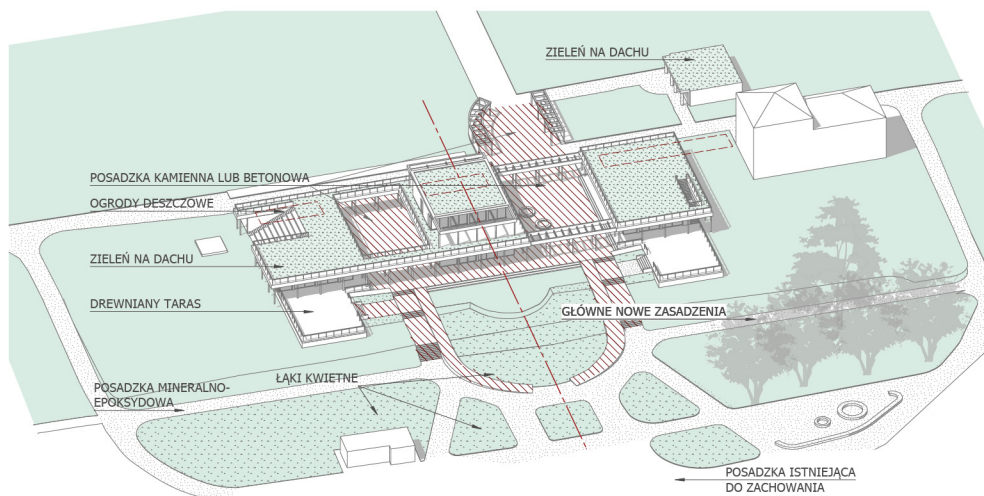 ZIELEŃ NA DACHU
POSADZKA KAMIENNA LUB BETONOWA
OGRODY DESZCZOWE
ZIELEŃ NA DACHU
DREWNIANY TARAS
GŁÓWNE NOWE ZASADZENIA
ŁĄKI KWIETNE
POSADZKA MINERALNO-
EPOKSYDOWA
POSADZKA ISTNIEJĄCA
DO ZACHOWANIA